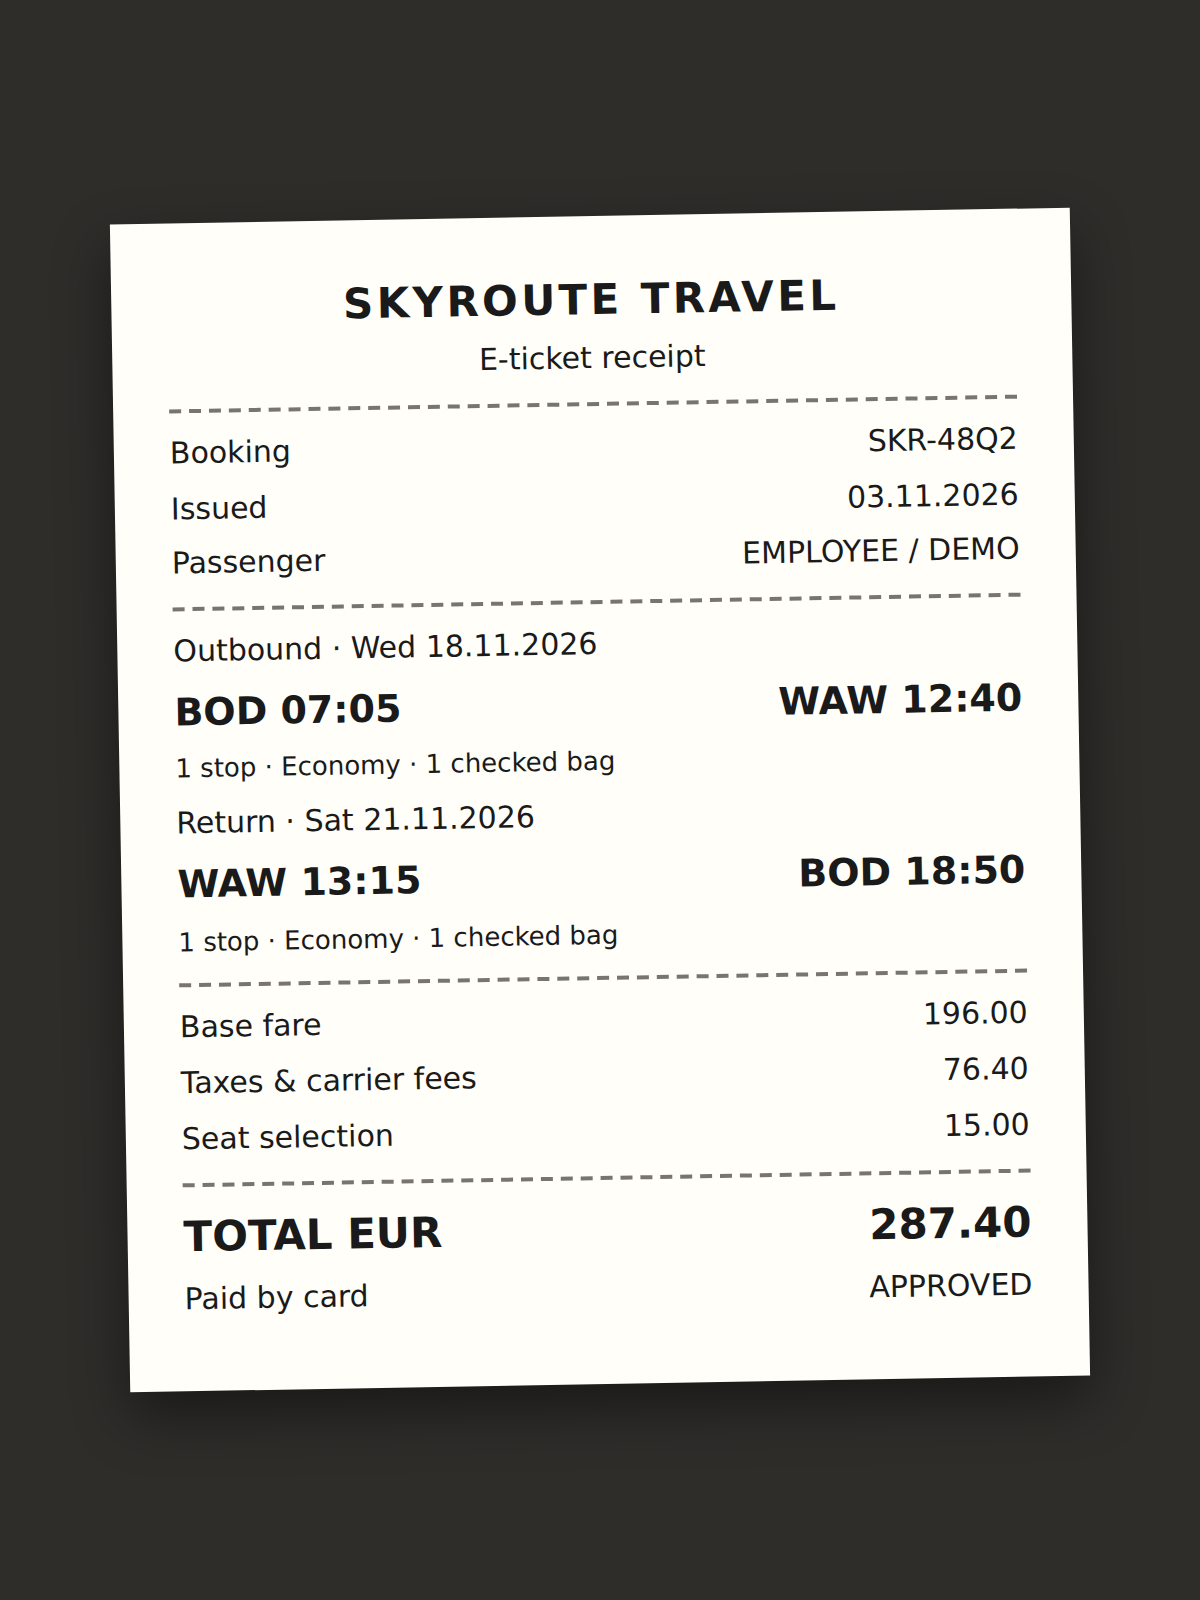 SKYROUTE TRAVEL
E-ticket receipt
Booking SKR-48Q2
Issued 03.11.2026
Passenger EMPLOYEE / DEMO
Outbound · Wed 18.11.2026
BOD 07:05 WAW 12:40
1 stop · Economy · 1 checked bag
Return · Sat 21.11.2026
WAW 13:15 BOD 18:50
1 stop · Economy · 1 checked bag
Base fare 196.00
Taxes & carrier fees 76.40
Seat selection 15.00
TOTAL EUR 287.40
Paid by card APPROVED